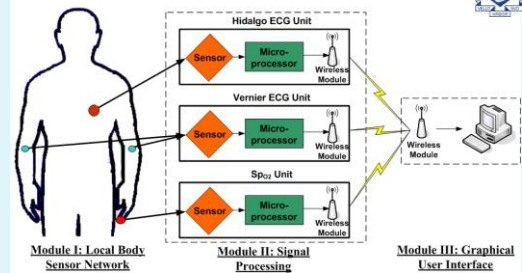 Hidalgo ECG Unit
Sensor
Micro-
processor
Wireless
Module
Vernier ECG Unit
Sensor
Micro-
processor
Wireless
Module
Wireless
Module
SpO2 Unit
Sensor
Micro-
processor
Wireless
Module
Module I: Local Body
Sensor Network
Module II: Signal
Processing
Module III: Graphical
User Interface